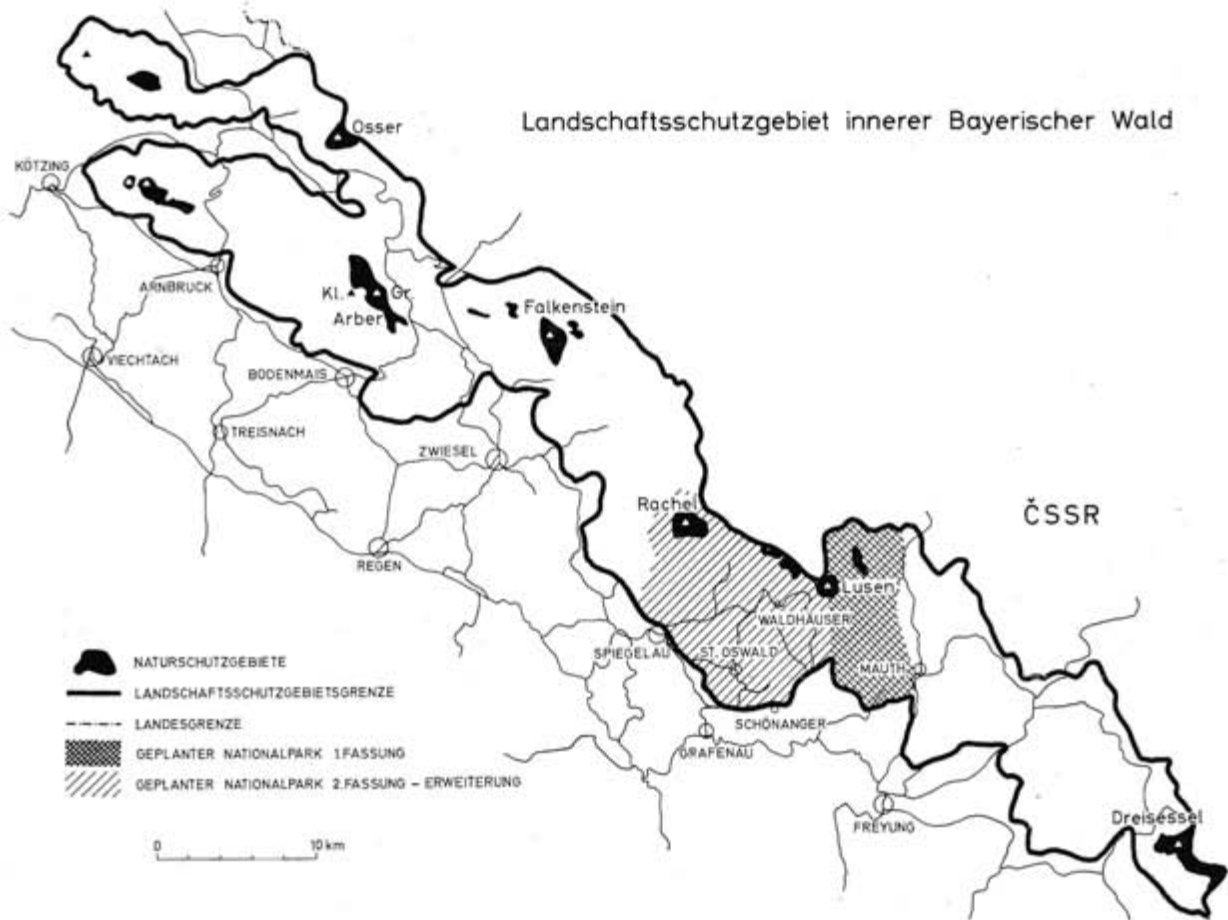 Landschaftsschutzgebiet innerer Bayerischer Wald
Osser
KÖTZING
ARNBRUCK
Kl.
Gr.
Arber
Falkenstein
VIECHTACH
BODENMAIS
TREISNACH
ZWIESEL
Rachel
ČSSR
REGEN
Lusen
WALDHÄUSER
SPIEGELAU
ST. OSWALD
MAUTH
SCHÖNANGER
GRAFENAU
FREYUNG
Dreisessel
NATURSCHUTZGEBIETE
LANDSCHAFTSSCHUTZGEBIETSGRENZE
LANDESGRENZE
GEPLANTER NATIONALPARK 1.FASSUNG
GEPLANTER NATIONALPARK 2.FASSUNG – ERWEITERUNG
0 10 km